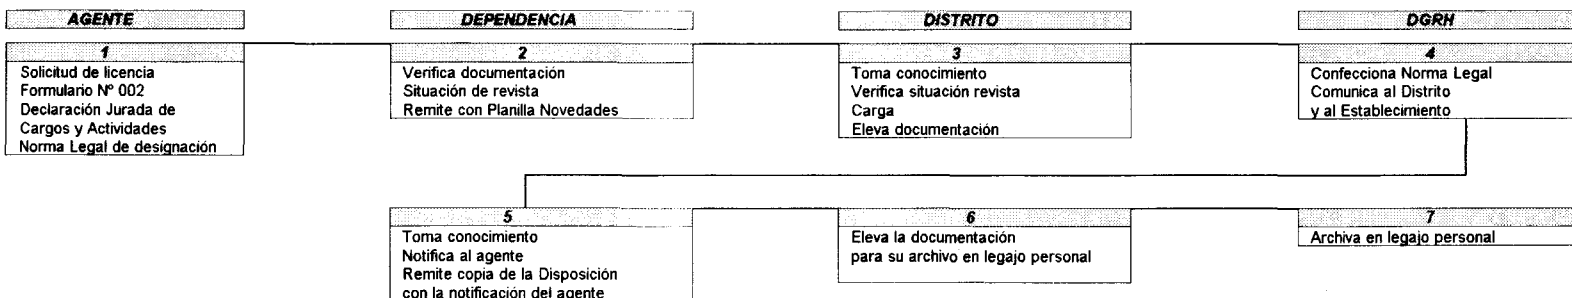 AGENTE
DEPENDENCIA
DISTRITO
DGRH
1
Solicitud de licencia
Formulario Nº 002
Declaración Jurada de
Cargos y Actividades
Norma Legal de designación
2
Verifica documentación
Situación de revista
Remite con Planilla Novedades
3
Toma conocimiento
Verifica situación revista
Carga
Eleva documentación
4
Confecciona Norma Legal
Comunica al Distrito
y al Establecimiento
5
Toma conocimiento
Notifica al agente
Remite copia de la Disposición
con la notificación del agente
6
Eleva la documentación
para su archivo en legajo personal
7
Archiva en legajo personal